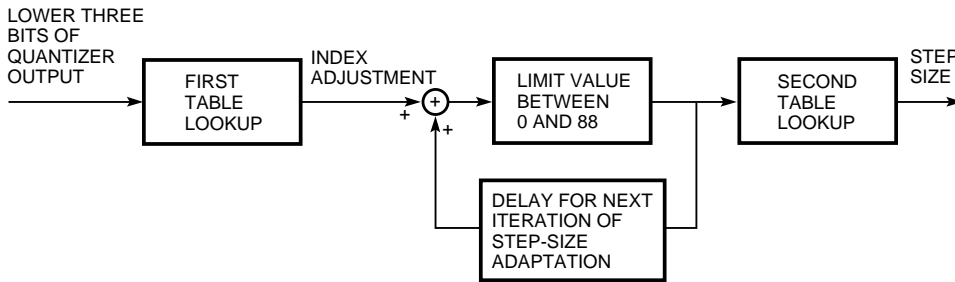 LOWER THREE
BITS OF
QUANTIZER
OUTPUT
FIRST
TABLE
LOOKUP
INDEX
ADJUSTMENT
+
+
+
LIMIT VALUE
BETWEEN
0 AND 88
DELAY FOR NEXT
ITERATION OF
STEP-SIZE
ADAPTATION
SECOND
TABLE
LOOKUP
STEP
SIZE